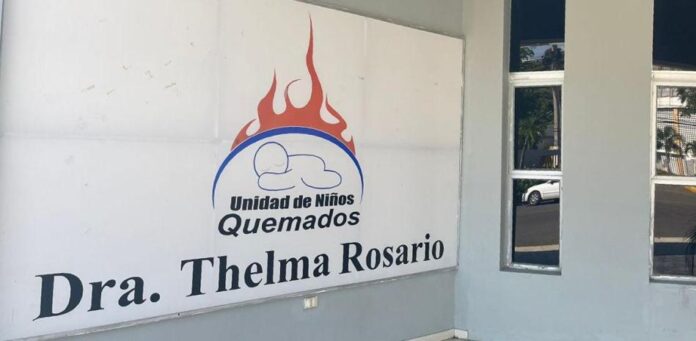 Unidad de Niños
Quemados
Dra. Thelma Rosario